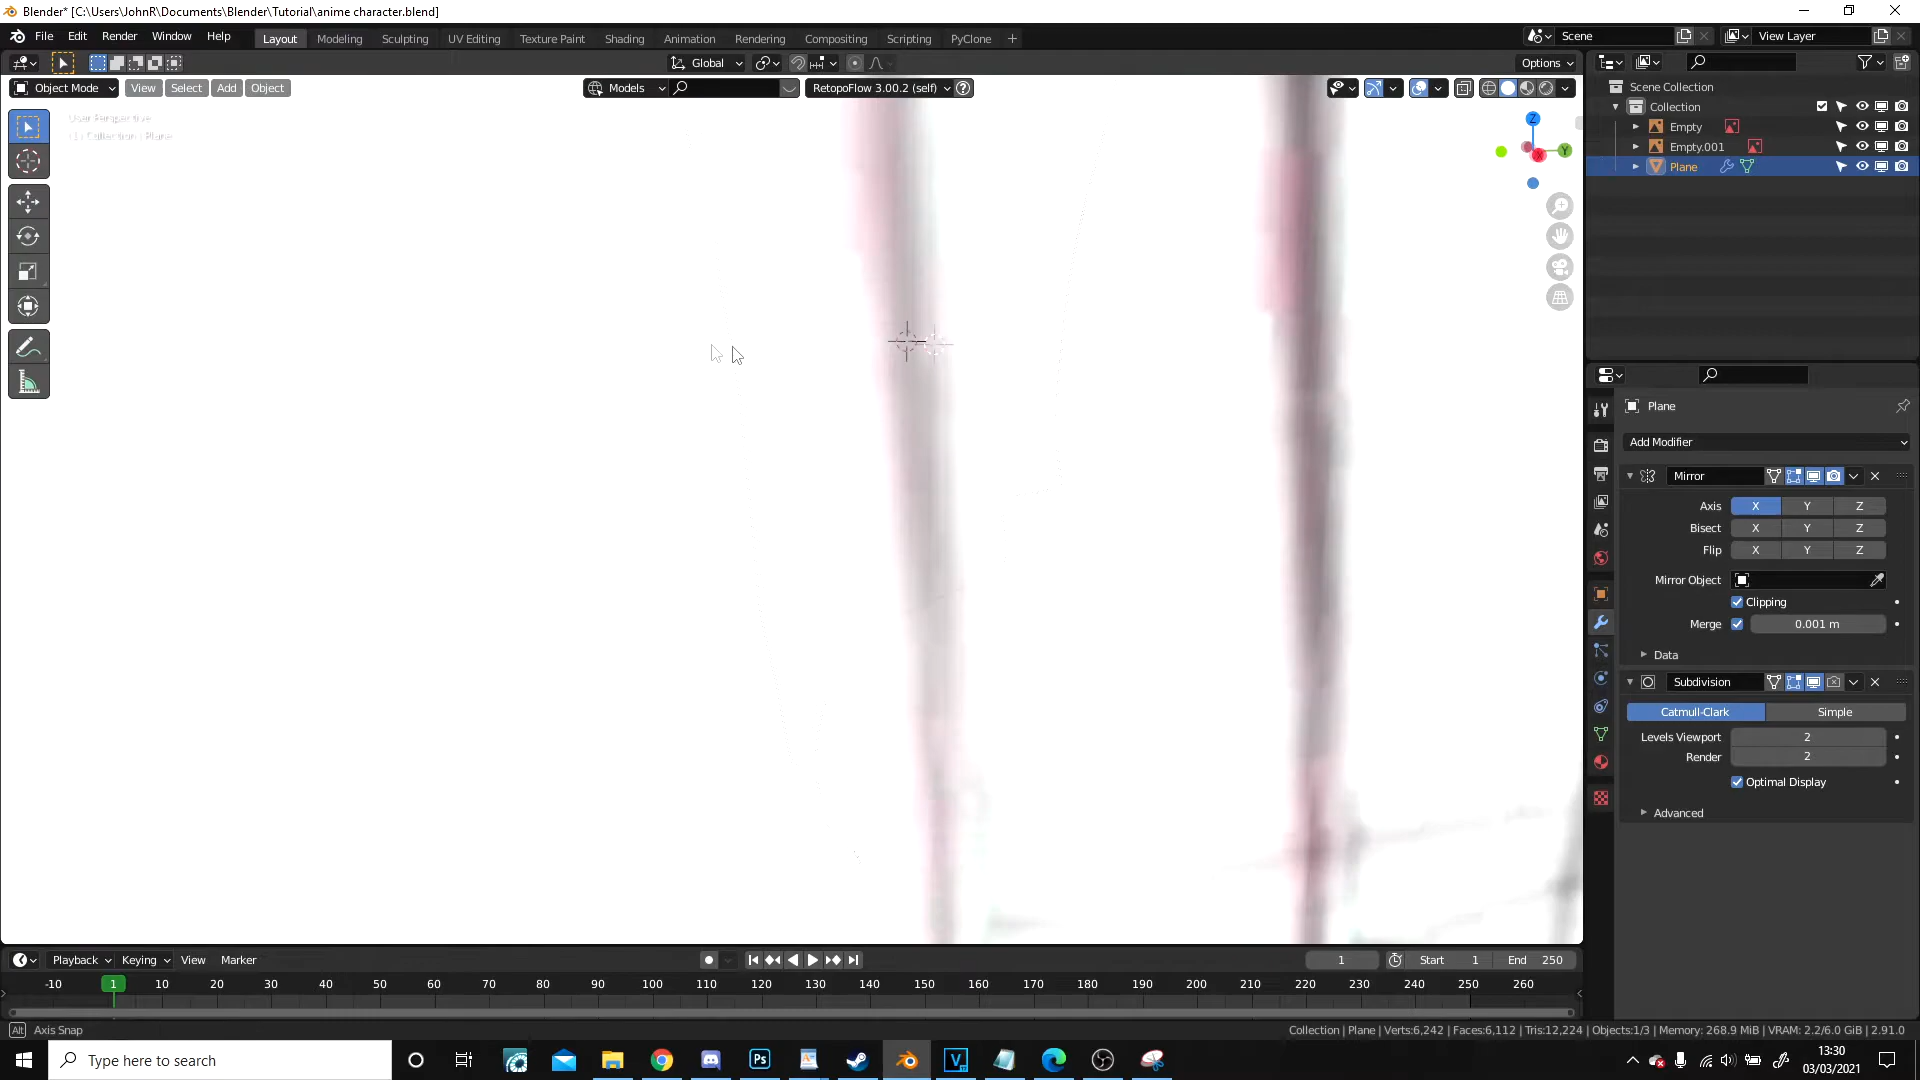 Blender* [C:\Users\JohnR\Documents\Blender\Tutorial\anime character.blend]
File Edit Render Window Help Layout Modeling Sculpting UV Editing Texture Paint Shading Animation Rendering Compositing Scripting PyClone + Scene View Layer
Global Options
Object Mode View Select Add Object Models RetopoFlow 3.00.2 (self)
User Perspective
(1) Collection | Plane
Z
Y
X
Scene Collection
Collection
Empty
Empty.001
Plane
Plane
Add Modifier
Mirror
Axis X Y Z
Bisect X Y Z
Flip X Y Z
Mirror Object
Clipping
Merge 0.001 m
Data
Subdivision
Catmull-Clark Simple
Levels Viewport 2
Render 2
Optimal Display
Advanced
Playback Keying View Marker 1 Start 1 End 250
-10 1 10 20 30 40 50 60 70 80 90 100 110 120 130 140 150 160 170 180 190 200 210 220 230 240 250 260
Alt Axis Snap Collection | Plane | Verts:6,242 | Faces:6,112 | Tris:12,224 | Objects:1/3 | Memory: 268.9 MiB | VRAM: 2.2/6.0 GiB | 2.91.0
Type here to search Ps V 13:30
03/03/2021